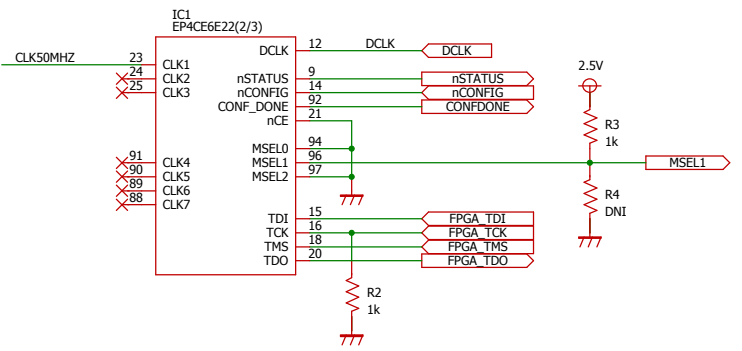 IC1
EP4CE6E22(2/3)
CLK50MHZ 23 CLK1
24 CLK2
25 CLK3
91 CLK4
90 CLK5
89 CLK6
88 CLK7
DCLK 12 DCLK DCLK
nSTATUS 9 nSTATUS
nCONFIG 14 nCONFIG
CONF_DONE 92 CONFDONE
nCE 21
MSEL0 94
MSEL1 96 MSEL1
MSEL2 97
TDI 15 FPGA_TDI
TCK 16 FPGA_TCK
TMS 18 FPGA_TMS
TDO 20 FPGA_TDO
R2
1k
2.5V
R3
1k
R4
DNI